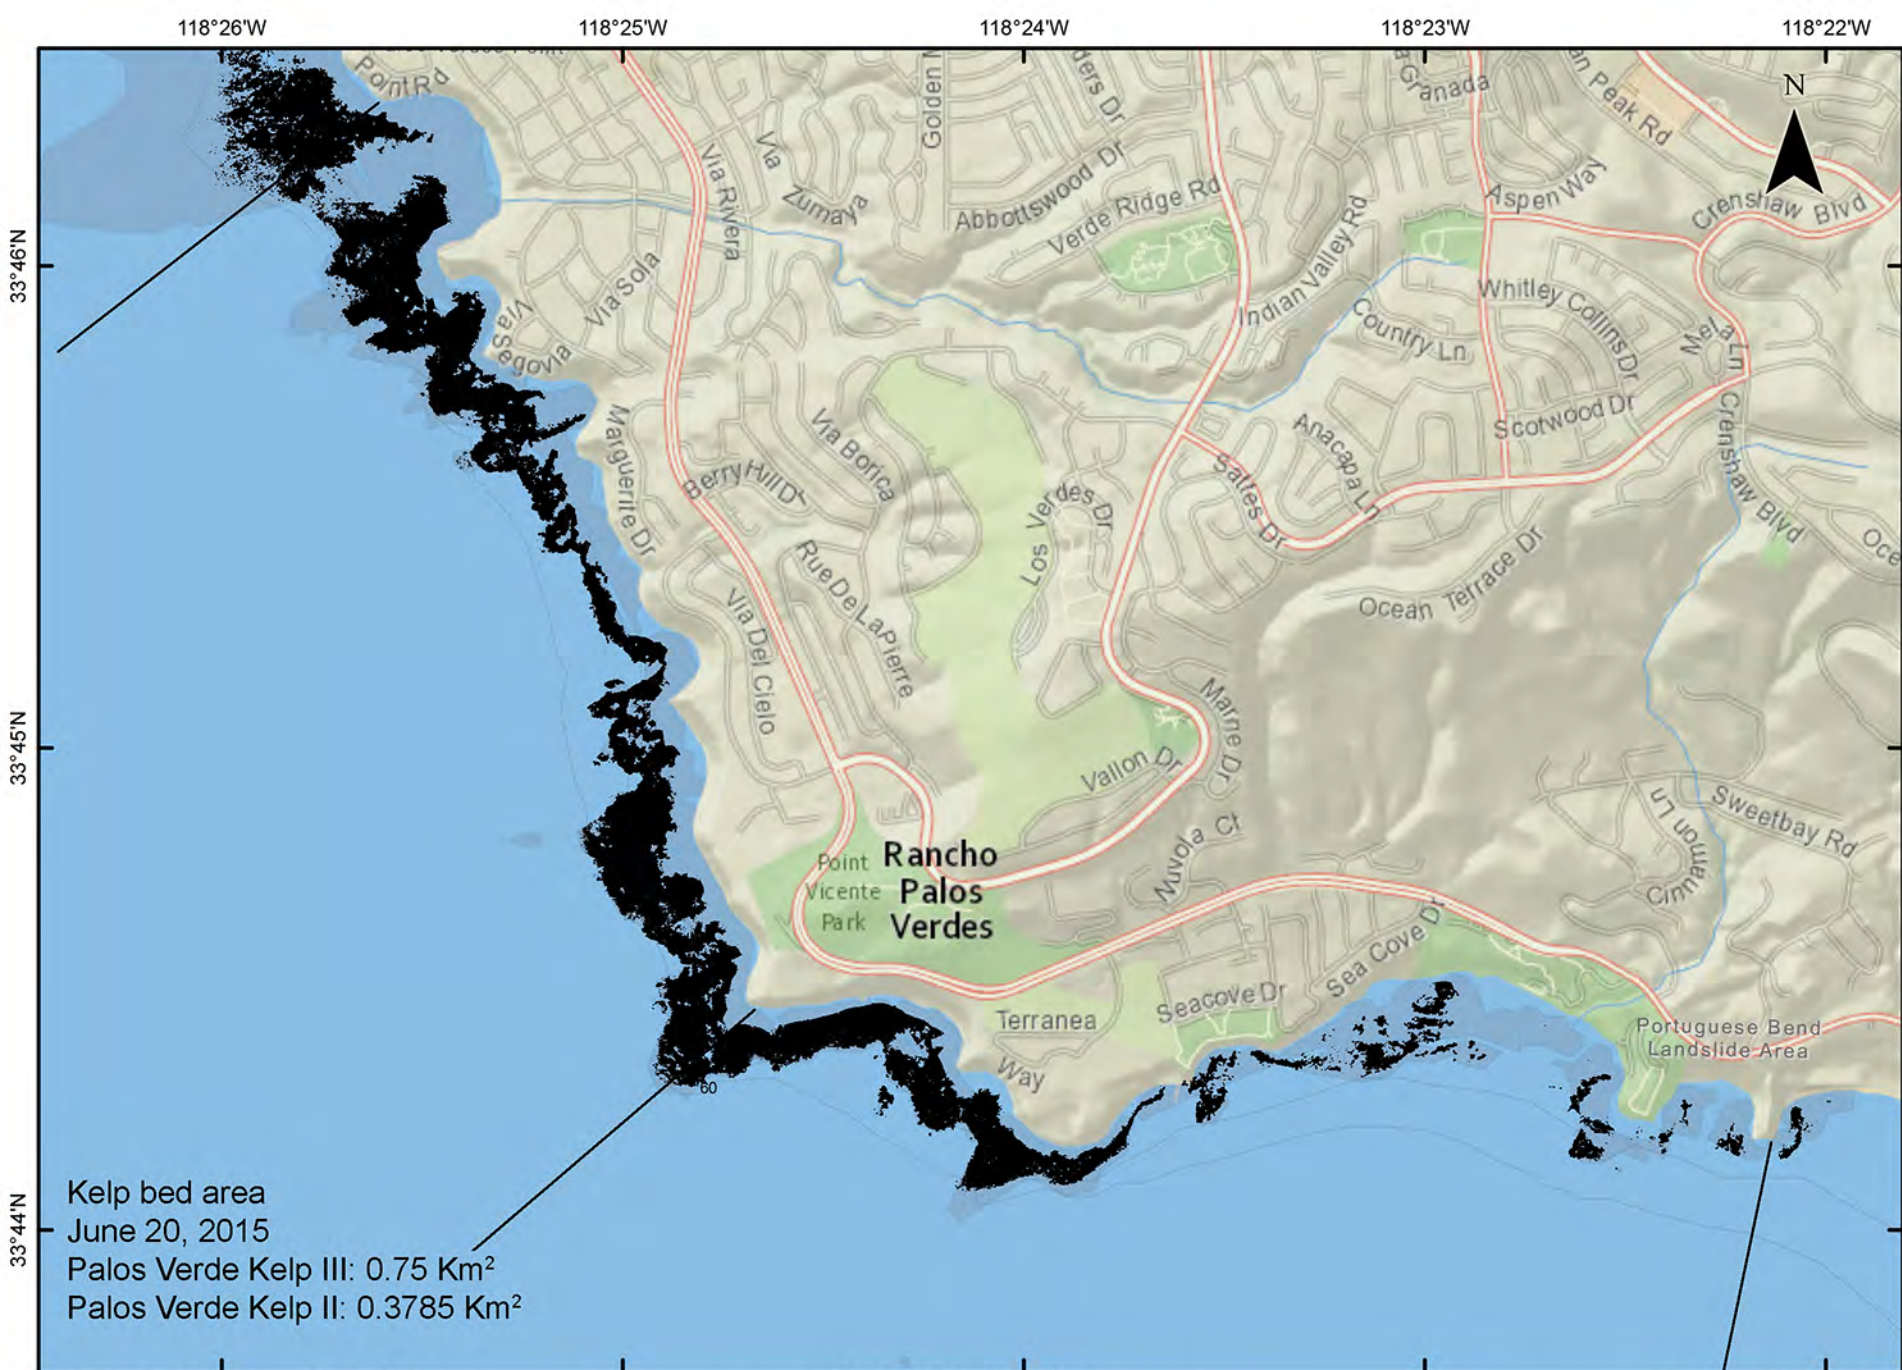 118°26'W
118°25'W
118°24'W
118°23'W
118°22'W
N
33°46'N
33°45'N
33°44'N
Point Rd
Via Rivera
Via
Zumaya
Abbottswood Dr
Verde Ridge Rd
Indian Valley Rd
Granada
Peak Rd
Aspen Way
Crenshaw Blvd
Via Sola
Via Segovia
Whitley Collins Dr
Country Ln
Mela Ln
Scotwood Dr
Crenshaw Blvd
Marguerite Dr
Via Borica
Berry Hill Dr
Los Verdes Dr
Anacapa Ln
Ocean Terrace Dr
Rue De La Pierre
Via Del Cielo
Marne Dr
Vallon Dr
Nuvola Ct
Cinnamon Ln
Sweetbay Rd
Point
Vicente
Park
Rancho
Palos
Verdes
Sea Cove Dr
Seacove Dr
Terranea
Way
Portuguese Bend
Landslide Area
60
Kelp bed area
June 20, 2015
Palos Verde Kelp III: 0.75 Km²
Palos Verde Kelp II: 0.3785 Km²